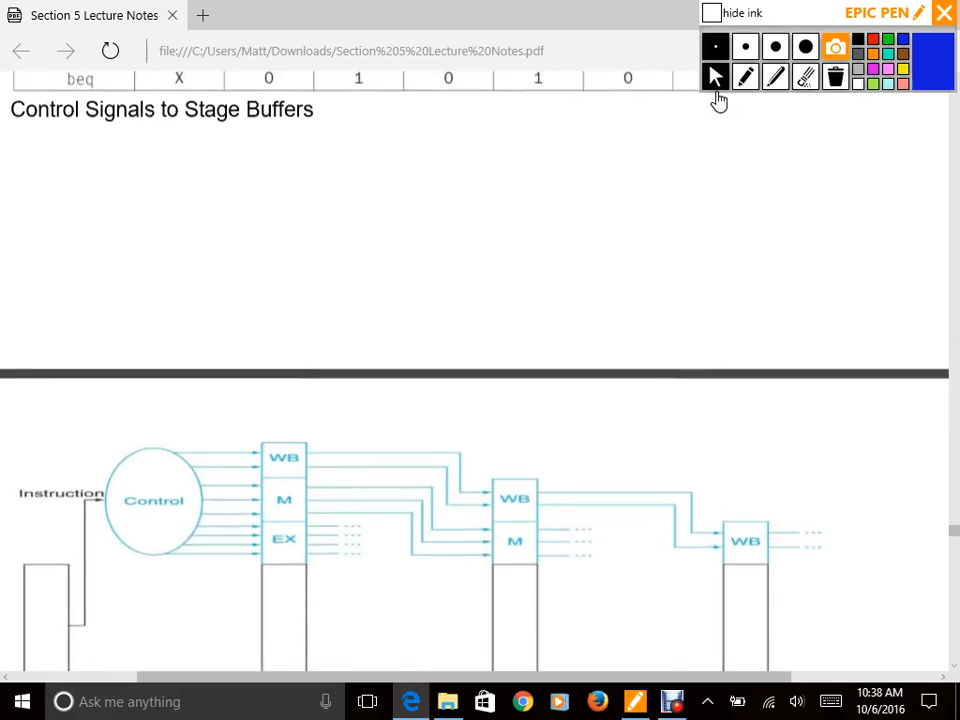 Section 5 Lecture Notes
hide ink
EPIC PEN
file:///C:/Users/Matt/Downloads/Section%205%20Lecture%20Notes.pdf
beq X 0 1 0 1 0
Control Signals to Stage Buffers
Instruction
Control
WB
M
EX
WB
M
WB
Ask me anything
10:38 AM
10/6/2016